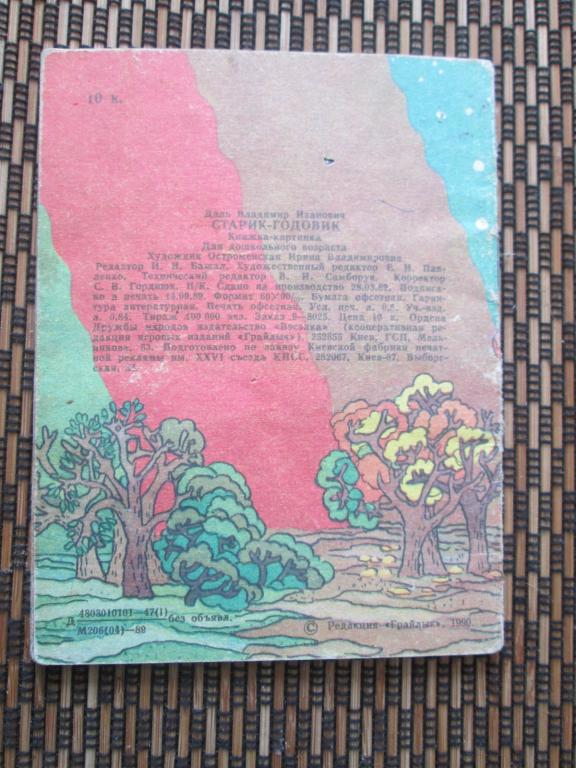 10 к.
Даль Владимир Иванович
СТАРИК-ГОДОВИК
Книжка-картинка
Для дошкольного возраста
Художник Остроменская Ирина Владимировна
Редактор И. И. Бажал. Художественный редактор Е. И. Пав-
ленко. Технический редактор В. И. Самборук. Корректор
С. В. Гордиюк. И/К. Сдано на производство 28.03.89. Подписа-
но в печать 14.09.89. Формат Бумага офсетная. Гарни-
тура литературная. Печать офсетная. Усл. печ. л. 0,5. Уч.-изд.
л. 0,84. Тираж 400 000 экз. Заказ 9—8025. Цена 10 к. Ордена
Дружбы народов издательство «Веселка» (кооперативная ре-
дакция игровых изданий «Грайлык»), 252655 Киев, ГСП, Мель-
никова, 63. Подготовлено по заказу Киевской фабрики печат-
ной рекламы им. XXVI съезда КПСС, 252067, Киев-67, Выборг-
ская,
Д 4803010101—47(1)
М206(04)—89 без объявл.
© Редакция «Грайлык», 1990